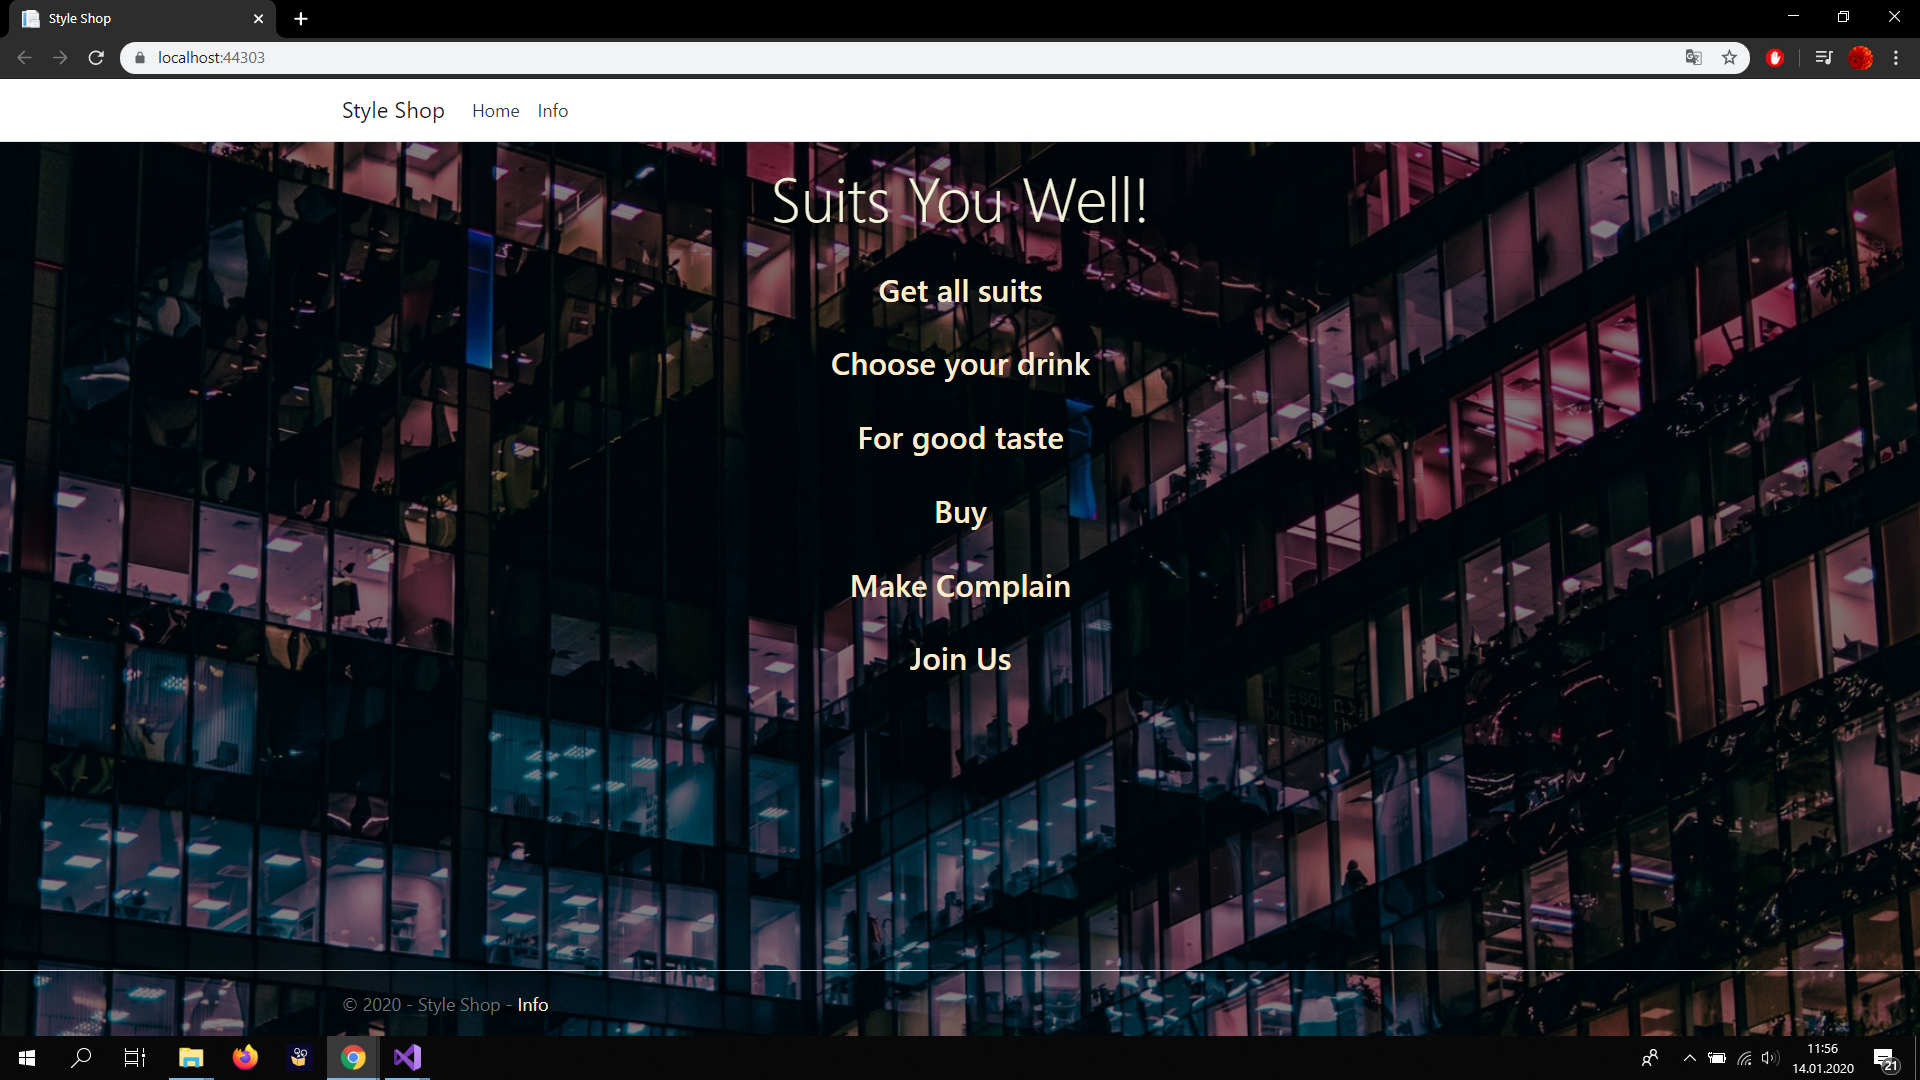 Style Shop
localhost:44303
Style Shop Home Info
Suits You Well!
Get all suits
Choose your drink
For good taste
Buy
Make Complain
Join Us
© 2020 - Style Shop - Info
11:56
14.01.2020
21